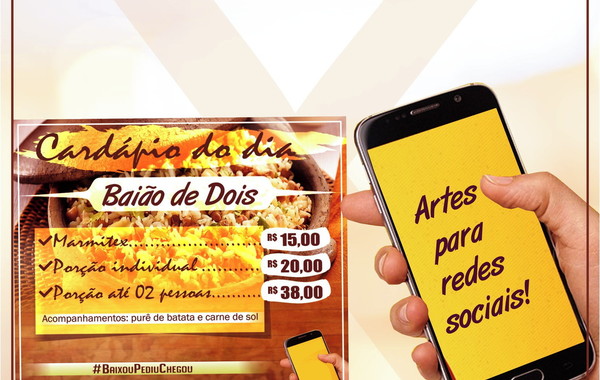 Cardápio do dia
Baião de Dois
Marmitex............................ R$ 15,00
Porção individual ............ R$ 20,00
Porção até 02 pessoas........... R$ 38,00
Acompanhamentos: purê de batata e carne de sol
#BaixouPediuChegou
Artes
para
redes
sociais!